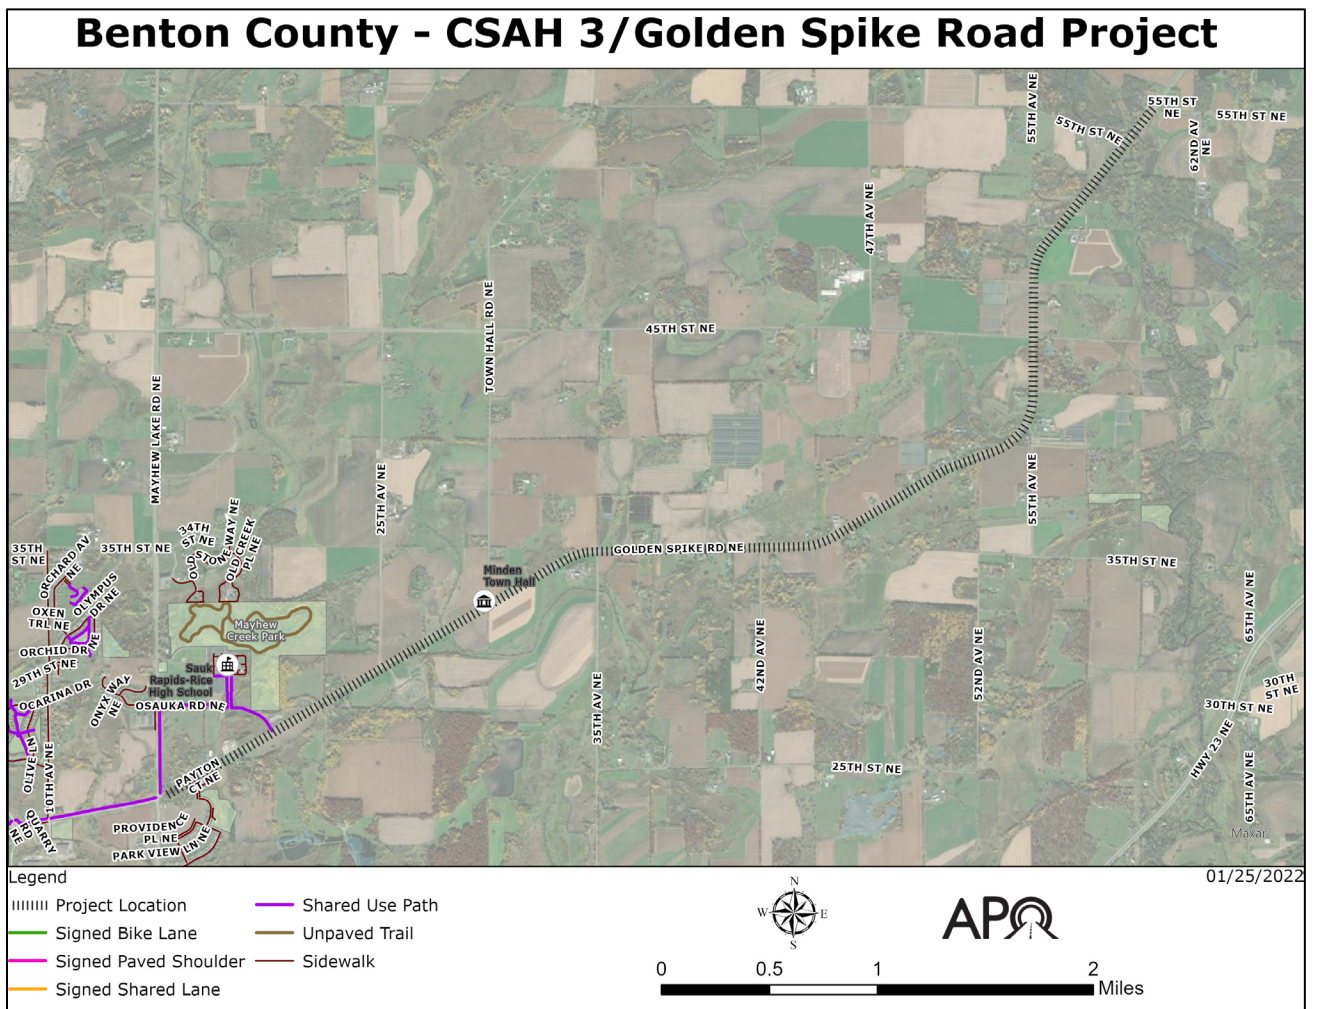 Benton County - CSAH 3/Golden Spike Road Project
55TH AV NE
55TH ST NE
55TH ST
NE
62ND AV
NE
55TH ST NE
47TH AV NE
TOWN HALL RD NE
45TH ST NE
MAYHEW LAKE RD NE
25TH AV NE
55TH AV NE
35TH
ST NE
ORCHARD AV
NE
35TH ST NE
34TH
ST NE
OLD STONE WAY NE
OLD CREEK
PL NE
GOLDEN SPIKE RD NE
35TH ST NE
Minden
Town Hall
OLYMPUS
DR NE
OXEN
TRL NE
ORCHID DR
NE
Mayhew
Creek Park
65TH AV NE
29TH ST NE
Sauk
Rapids-Rice
High School
42ND AV NE
52ND AV NE
OCARINA DR
ONYX WAY
NE
OSAUKA RD NE
35TH AV NE
30TH
ST NE
30TH ST NE
HWY 23 NE
OLIVE LN
10TH AV NE
PAYTON
CT NE
25TH ST NE
65TH AV NE
QUARRY
RD
NE
PROVIDENCE
PL NE
PARK VIEW LN NE
Maxar
Legend
01/25/2022
Project Location
Signed Bike Lane
Signed Paved Shoulder
Signed Shared Lane
Shared Use Path
Unpaved Trail
Sidewalk
N
W E
S
APO
0 0.5 1 2
Miles